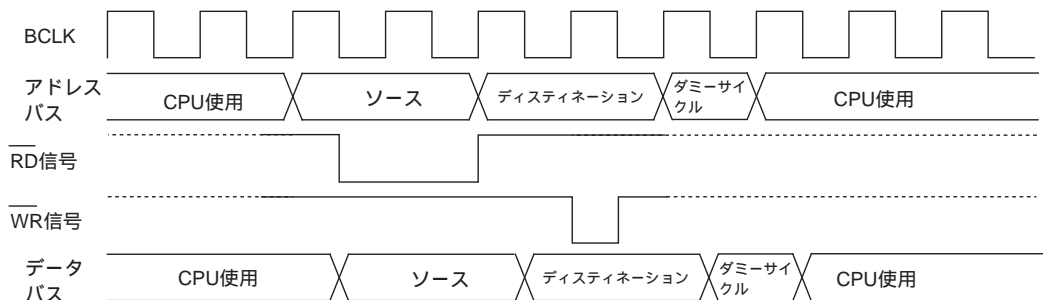 BCLK
アドレス
バス
CPU使用
ソース
ディスティネーション
ダミーサイ
クル
CPU使用
RD信号
WR信号
データ
バス
CPU使用
ソース
ディスティネーション
ダミーサイ
クル
CPU使用